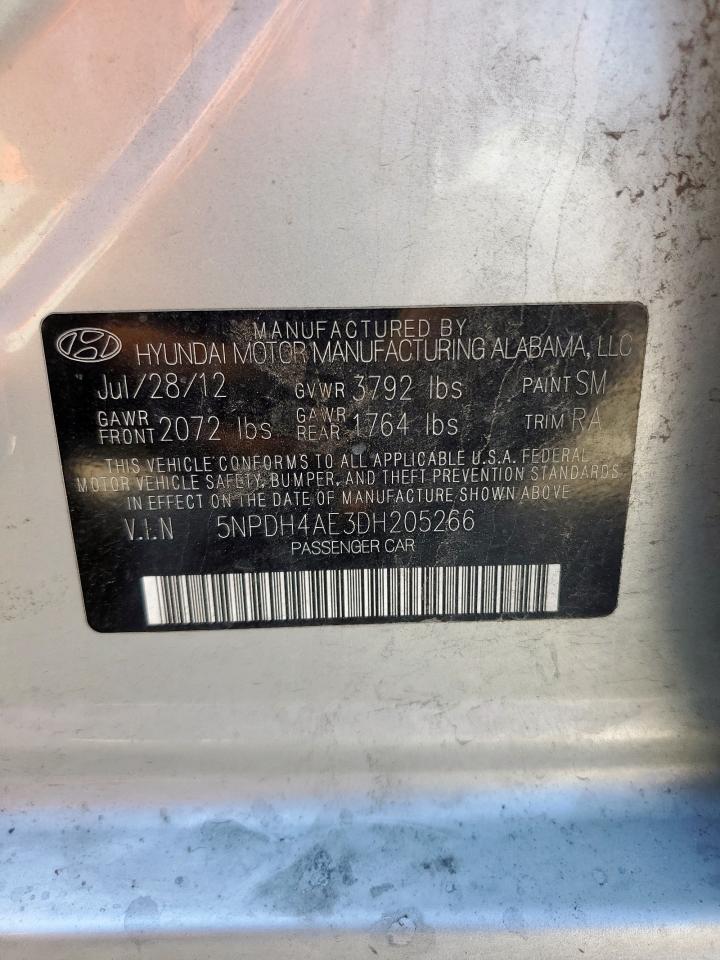 MANUFACTURED BY
HYUNDAI MOTOR MANUFACTURING ALABAMA, LLC
Jul/28/12 GVWR 3792 lbs PAINT SM
GAWR FRONT 2072 lbs GAWR REAR 1764 lbs TRIM RA
THIS VEHICLE CONFORMS TO ALL APPLICABLE U.S.A. FEDERAL
MOTOR VEHICLE SAFETY, BUMPER, AND THEFT PREVENTION STANDARDS
IN EFFECT ON THE DATE OF MANUFACTURE SHOWN ABOVE
V.I.N 5NPDH4AE3DH205266
PASSENGER CAR